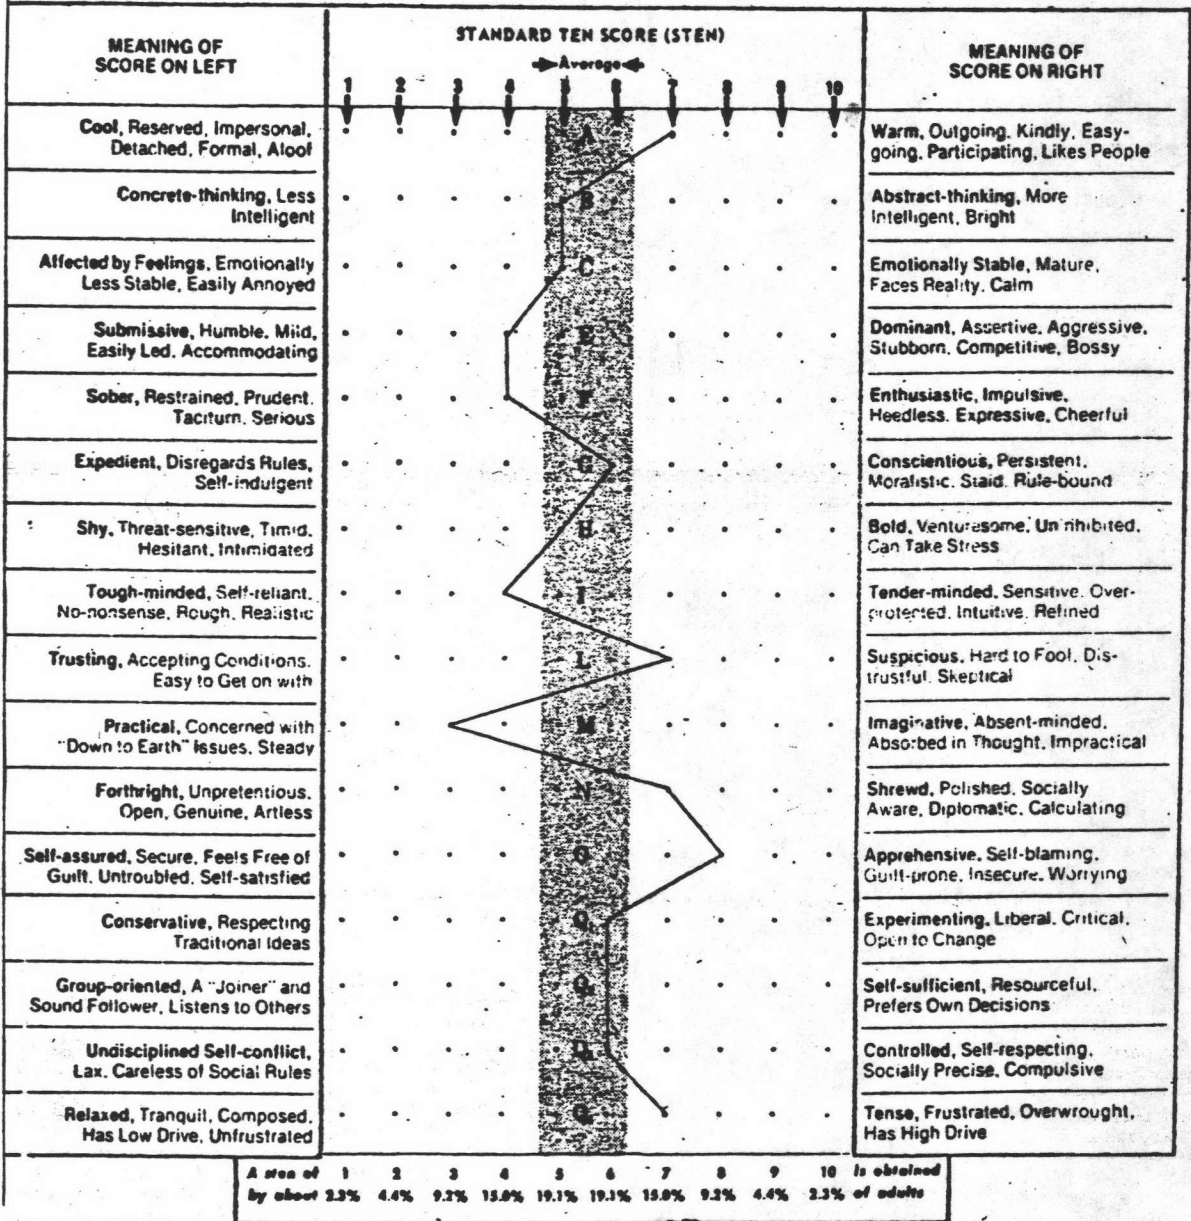 STANDARD TEN SCORE (STEN)
MEANING OF
SCORE ON LEFT
Average
1 2 3 4 5 6 7 8 9 10
MEANING OF
SCORE ON RIGHT
Cool, Reserved, Impersonal,
Detached, Formal, Aloof
A
Warm, Outgoing, Kindly, Easy-
going, Participating, Likes People
Concrete-thinking, Less
Intelligent
B
Abstract-thinking, More
Intelligent, Bright
Affected by Feelings, Emotionally
Less Stable, Easily Annoyed
C
Emotionally Stable, Mature,
Faces Reality, Calm
Submissive, Humble, Mild,
Easily Led, Accommodating
E
Dominant, Assertive, Aggressive,
Stubborn, Competitive, Bossy
Sober, Restrained, Prudent,
Taciturn, Serious
F
Enthusiastic, Impulsive,
Heedless, Expressive, Cheerful
Expedient, Disregards Rules,
Self-indulgent
G
Conscientious, Persistent,
Moralistic, Staid, Rule-bound
Shy, Threat-sensitive, Timid,
Hesitant, Intimidated
H
Bold, Venturesome, Uninhibited,
Can Take Stress
Tough-minded, Self-reliant,
No-nonsense, Rough, Realistic
I
Tender-minded, Sensitive, Over-
protected, Intuitive, Refined
Trusting, Accepting Conditions,
Easy to Get on with
L
Suspicious, Hard to Fool, Dis-
trustful, Skeptical
Practical, Concerned with
"Down to Earth" Issues, Steady
M
Imaginative, Absent-minded,
Absorbed in Thought, Impractical
Forthright, Unpretentious,
Open, Genuine, Artless
N
Shrewd, Polished, Socially
Aware, Diplomatic, Calculating
Self-assured, Secure, Feels Free of
Guilt, Untroubled, Self-satisfied
O
Apprehensive, Self-blaming,
Guilt-prone, Insecure, Worrying
Conservative, Respecting
Traditional Ideas
Q
Experimenting, Liberal, Critical,
Open to Change
Group-oriented, A "Joiner" and
Sound Follower, Listens to Others
Q
Self-sufficient, Resourceful,
Prefers Own Decisions
Undisciplined Self-conflict,
Lax, Careless of Social Rules
Controlled, Self-respecting,
Socially Precise, Compulsive
Relaxed, Tranquil, Composed,
Has Low Drive, Unfrustrated
Q
Tense, Frustrated, Overwrought,
Has High Drive
A sten of 1 2 3 4 5 6 7 8 9 10 is obtained
by about 2.3% 4.4% 9.2% 15.0% 19.1% 19.1% 15.0% 9.2% 4.4% 2.3% of adults